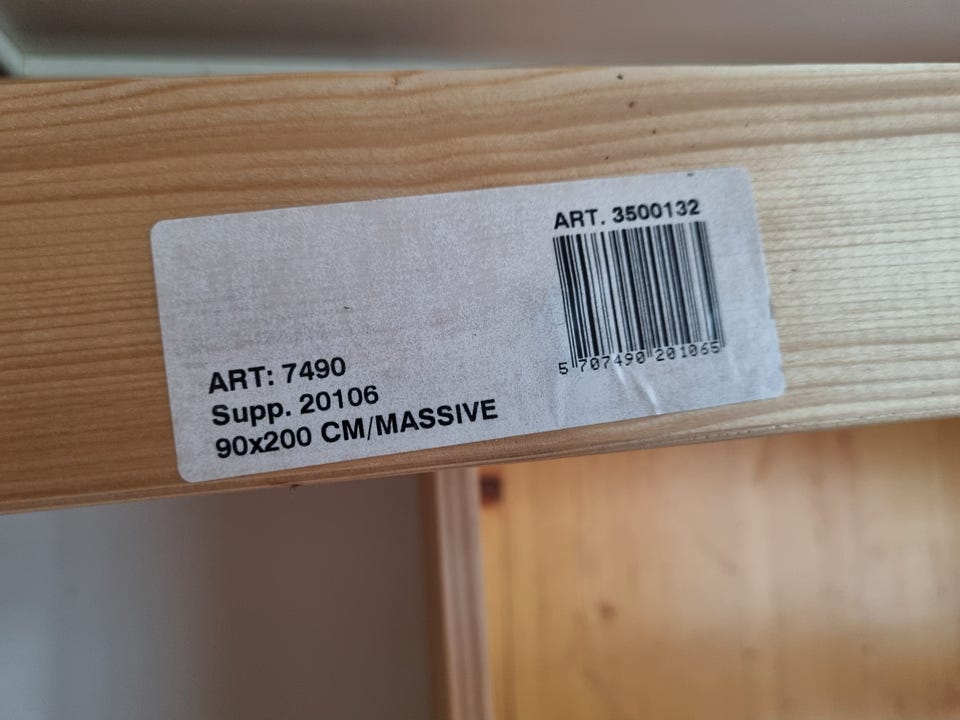 ART. 3500132
5 707490 201065
ART: 7490
Supp. 20106
90x200 CM/MASSIVE